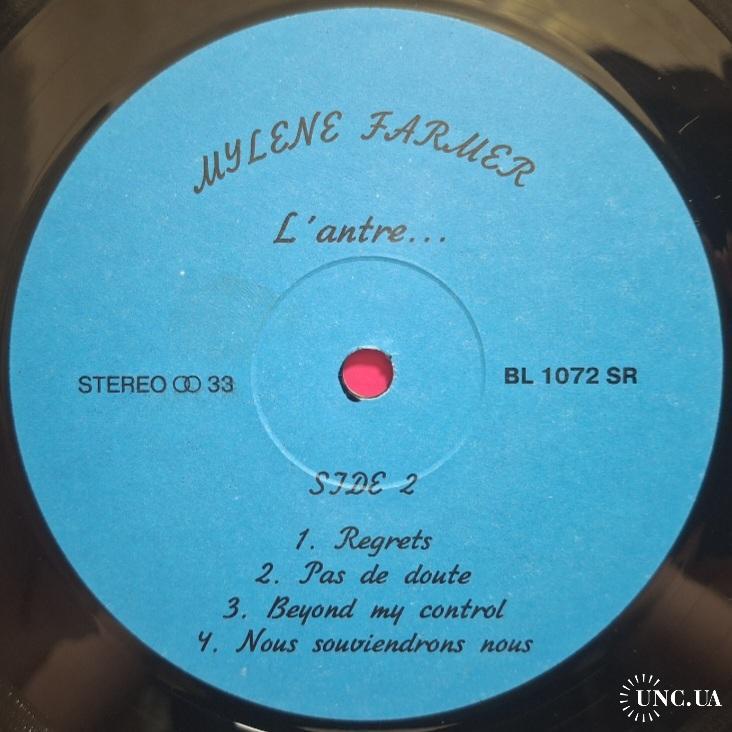 MYLENE FARMER
L'antre...
STEREO 33
BL 1072 SR
SIDE 2
1. Regrets
2. Pas de doute
3. Beyond my control
4. Nous souviendrons nous
UNC.UA